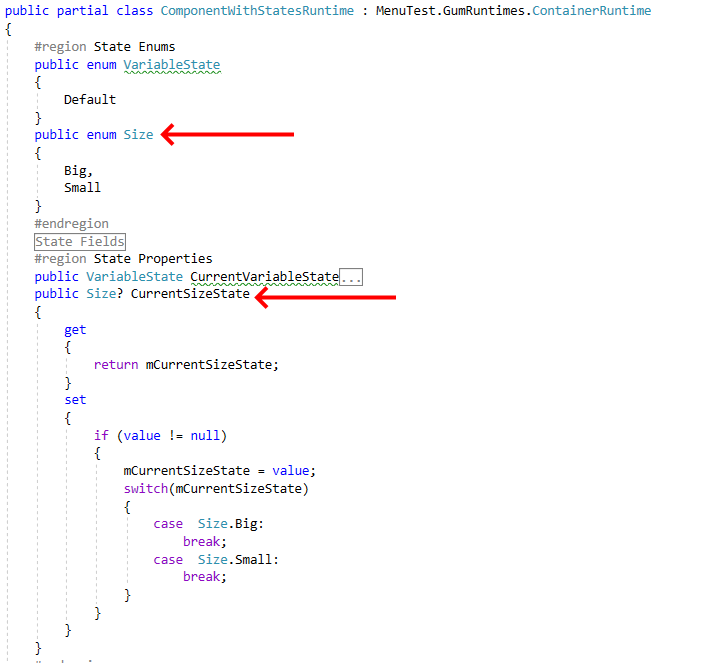 public partial class ComponentWithStatesRuntime : MenuTest.GumRuntimes.ContainerRuntime
{
#region State Enums
public enum VariableState
{
Default
}
public enum Size
{
Big,
Small
}
#endregion
State Fields
#region State Properties
public VariableState CurrentVariableState...
public Size? CurrentSizeState
{
get
{
return mCurrentSizeState;
}
set
{
if (value != null)
{
mCurrentSizeState = value;
switch(mCurrentSizeState)
{
case  Size.Big:
break;
case  Size.Small:
break;
}
}
}
}